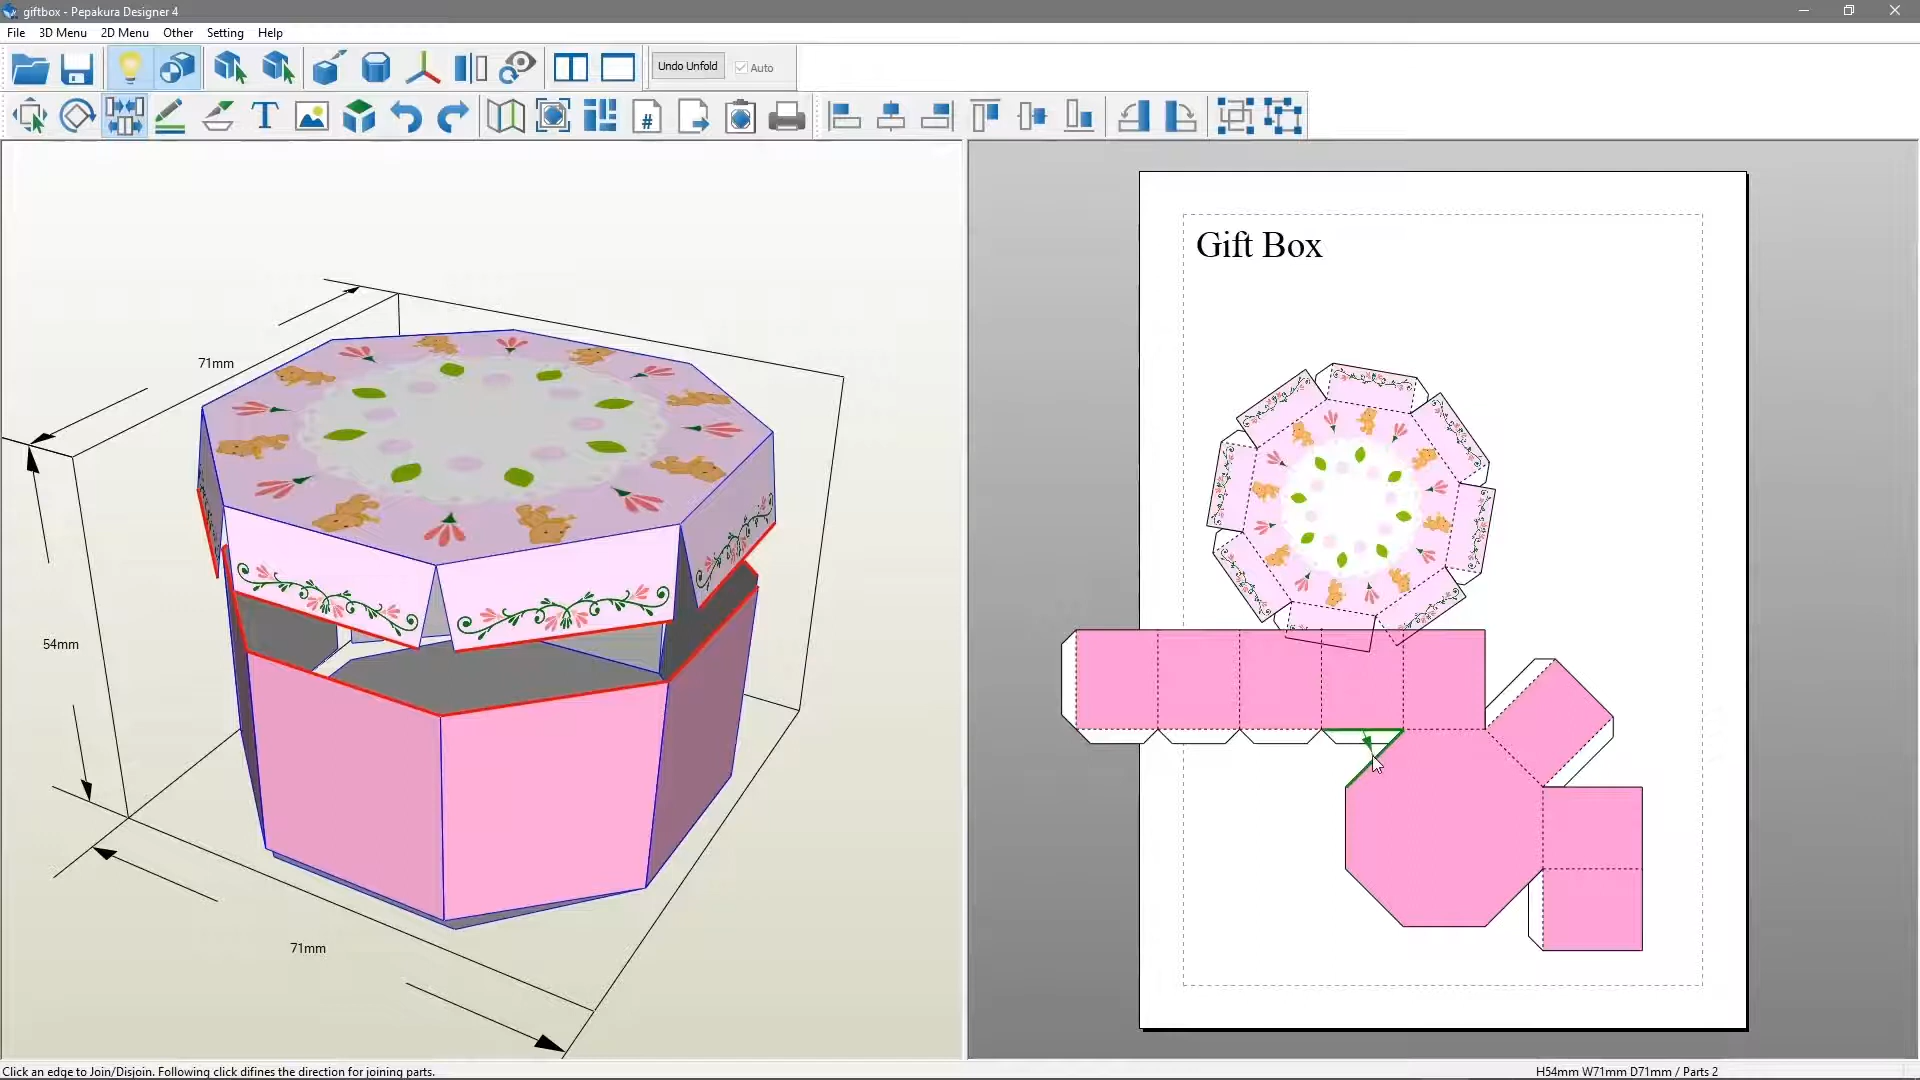 giftbox - Pepakura Designer 4
File 3D Menu 2D Menu Other Setting Help
Undo Unfold Auto
T #
Gift Box
71mm
54mm
71mm
Click an edge to Join/Disjoin. Following click difines the direction for joining parts.
H54mm W71mm D71mm / Parts 2